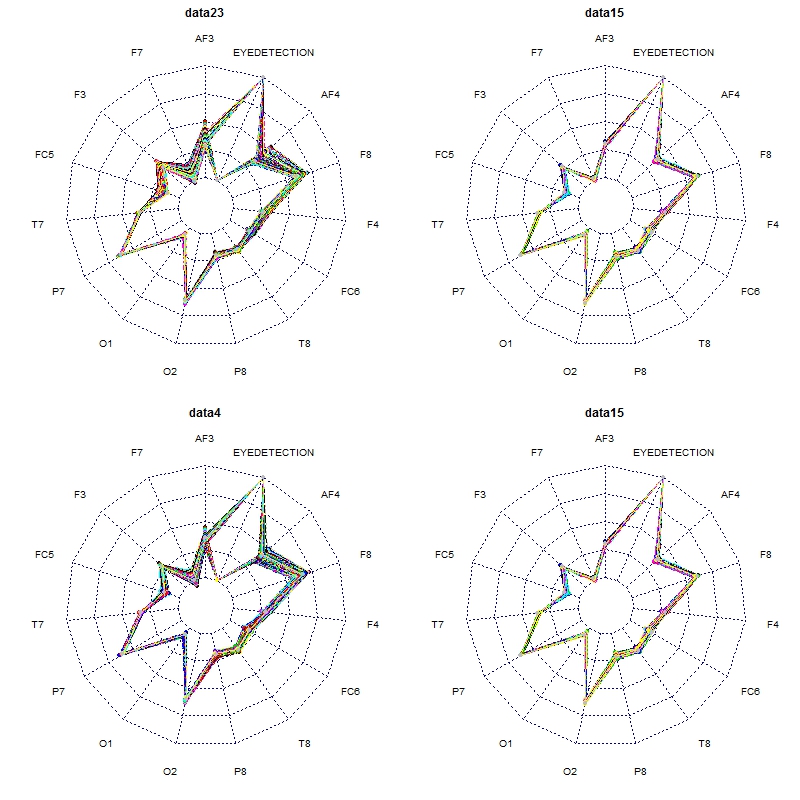 data23
AF3
EYEDETECTION
F7
AF4
F3
F8
FC5
T7
F4
P7
FC6
O1
T8
O2
P8
data15
AF3
EYEDETECTION
F7
AF4
F3
F8
FC5
T7
F4
P7
FC6
O1
T8
O2
P8
data4
AF3
EYEDETECTION
F7
AF4
F3
F8
FC5
T7
F4
P7
FC6
O1
T8
O2
P8
data15
AF3
EYEDETECTION
F7
AF4
F3
F8
FC5
T7
F4
P7
FC6
O1
T8
O2
P8